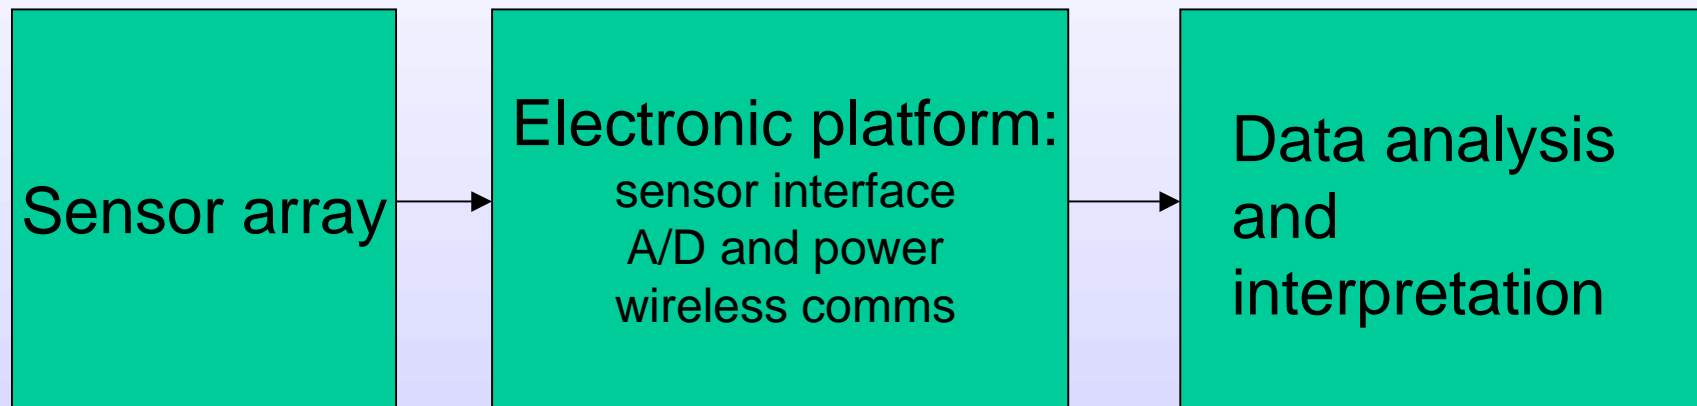 Sensor array
Electronic platform:
sensor interface
A/D and power
wireless comms
Data analysis
and
interpretation